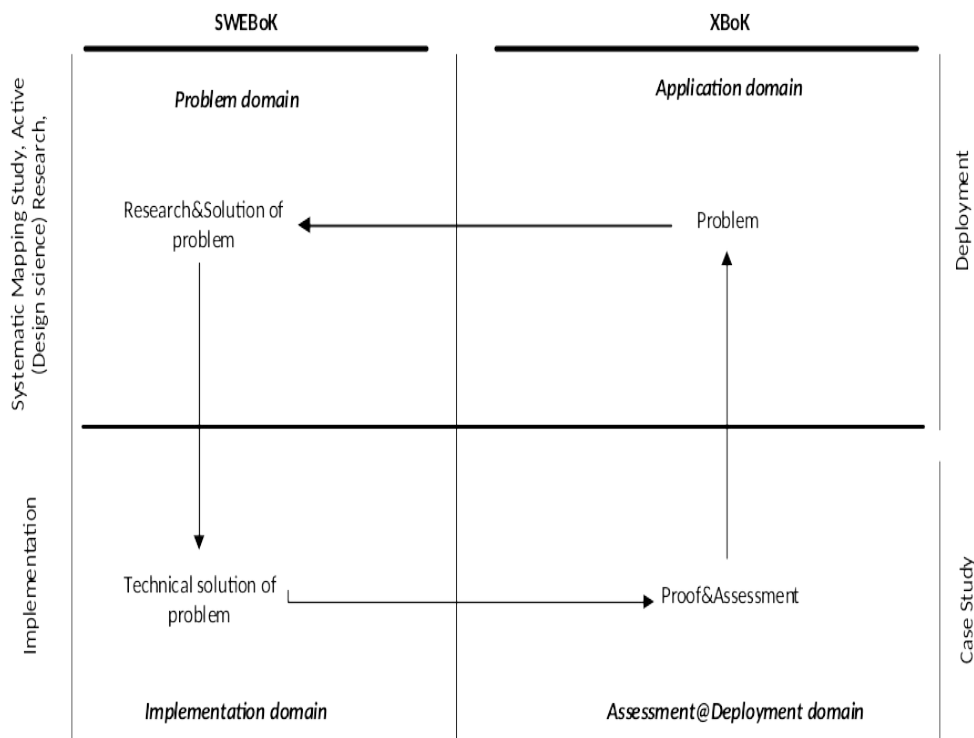 SWEBoK
XBoK
Systematic Mapping Study, Active
(Design science) Research,
Problem domain
Application domain
Deployment
Research&Solution of
problem
Problem
Implementation
Technical solution of
problem
Proof&Assessment
Case Study
Implementation domain
Assessment@Deployment domain